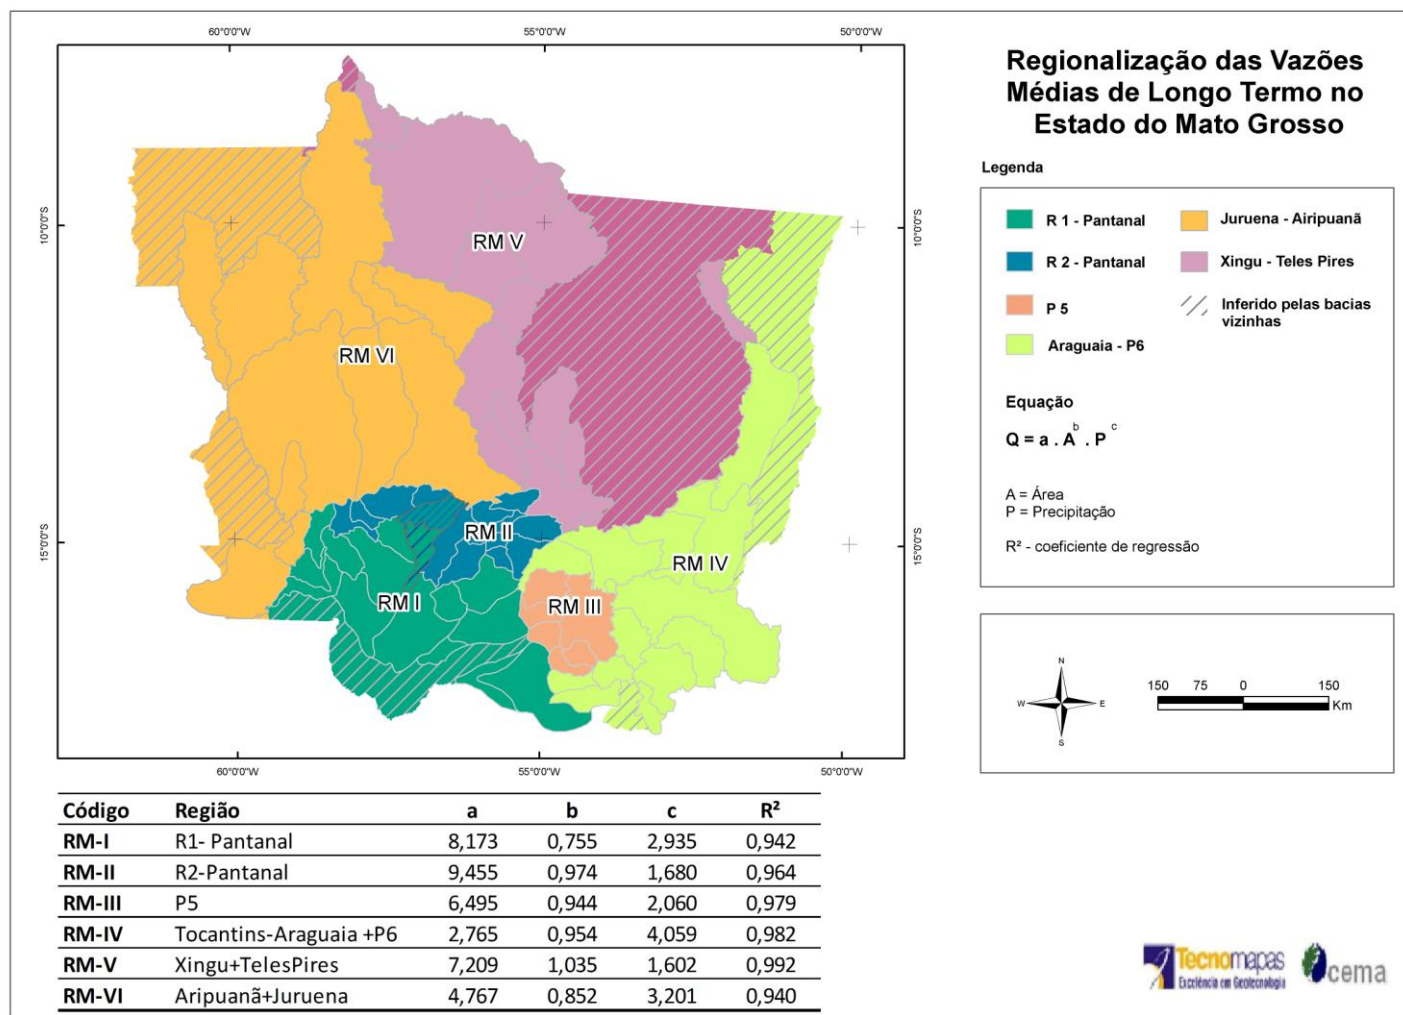 60°0'0"W 55°0'0"W 50°0'0"W
10°0'0"S 10°0'0"S
15°0'0"S 15°0'0"S
60°0'0"W 55°0'0"W 50°0'0"W
RM V
RM VI
RM II
RM IV
RM I
RM III
Regionalização das Vazões
Médias de Longo Termo no
Estado do Mato Grosso
Legenda
R 1 - Pantanal
R 2 - Pantanal
P 5
Araguaia - P6
Juruena - Airipuanã
Xingu - Teles Pires
Inferido pelas bacias
vizinhas
Equação
Q = a . A^b . P^c
A = Área
P = Precipitação
R² - coeficiente de regressão
N
W E
S
150 75 0 150
Km
Código Região a b c R²
RM-I R1- Pantanal 8,173 0,755 2,935 0,942
RM-II R2-Pantanal 9,455 0,974 1,680 0,964
RM-III P5 6,495 0,944 2,060 0,979
RM-IV Tocantins-Araguaia +P6 2,765 0,954 4,059 0,982
RM-V Xingu+TelesPires 7,209 1,035 1,602 0,992
RM-VI Aripuanã+Juruena 4,767 0,852 3,201 0,940
Tecnomapas
Excelência em Geotecnologia
cema